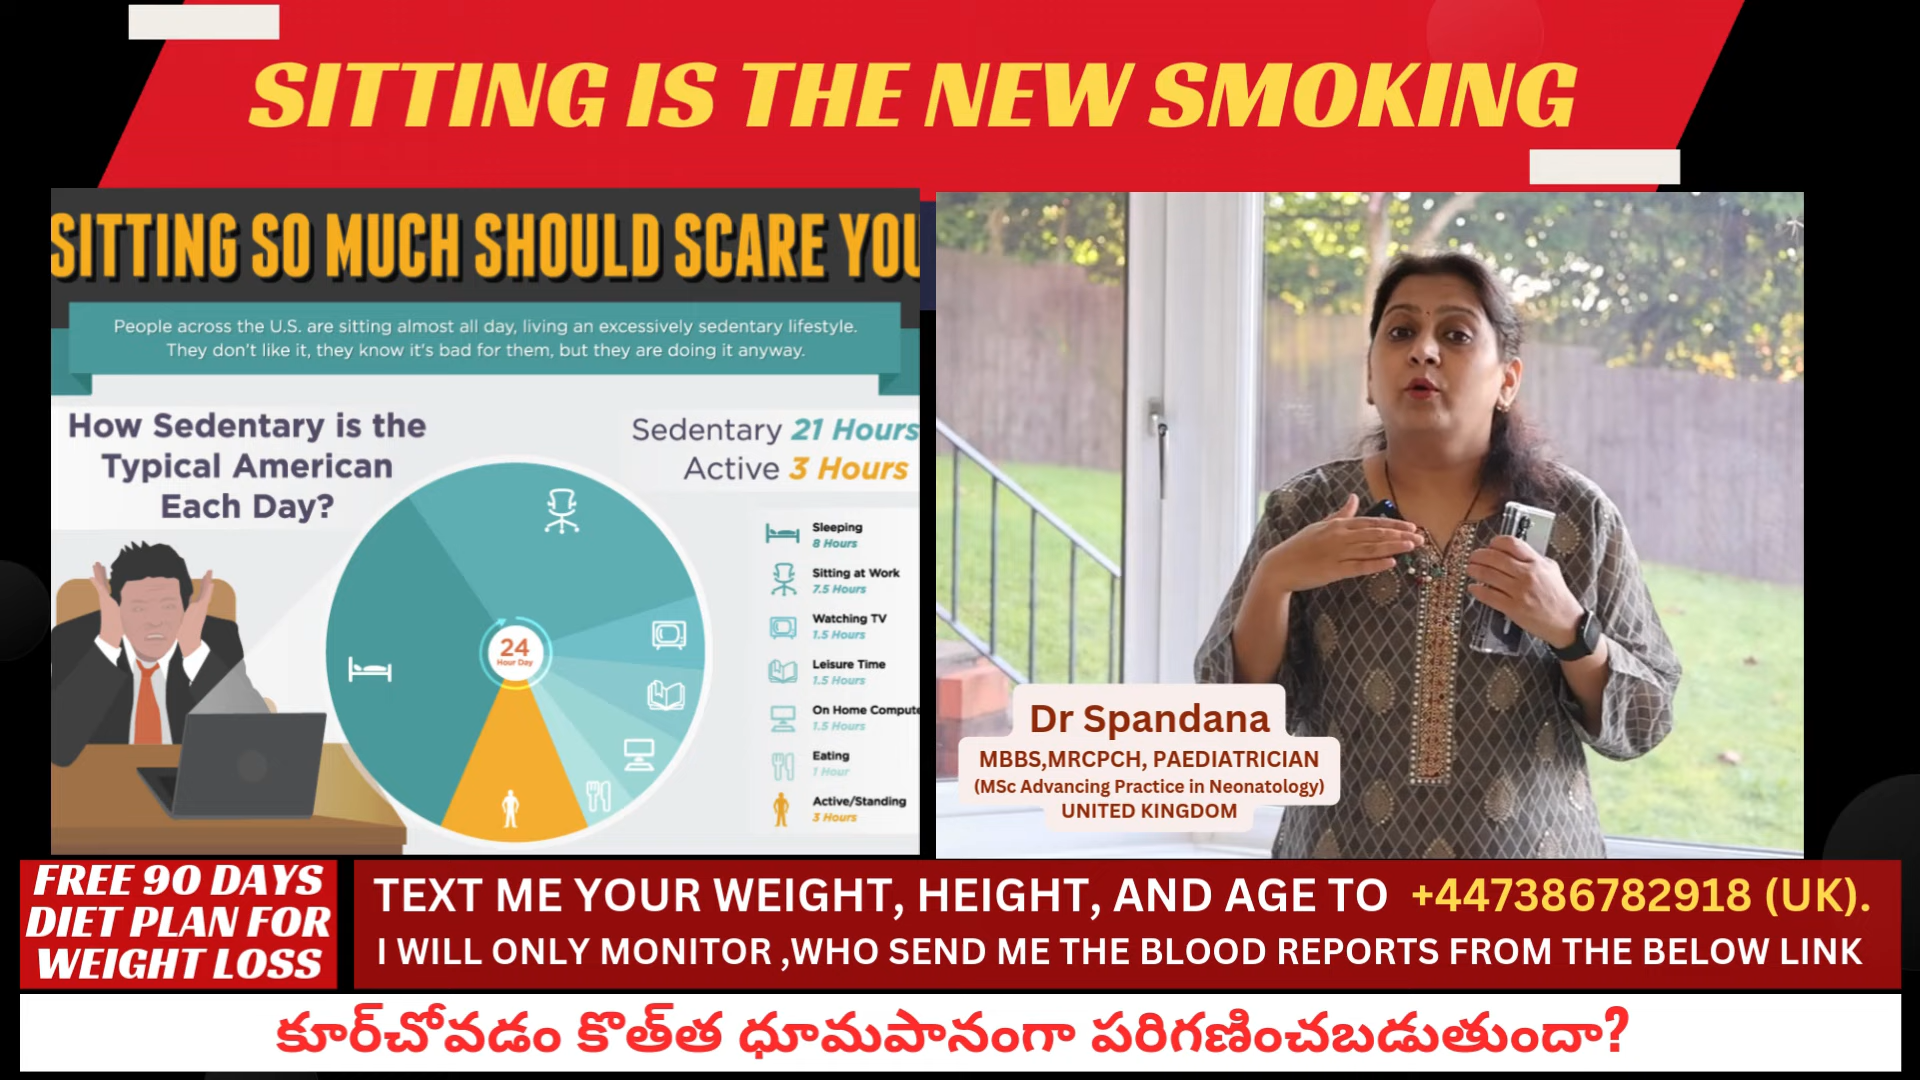 SITTING IS THE NEW SMOKING
SITTING SO MUCH SHOULD SCARE YOU
People across the U.S. are sitting almost all day, living an excessively sedentary lifestyle.
They don't like it, they know it's bad for them, but they are doing it anyway.
How Sedentary is the
Typical American
Each Day?
Sedentary 21 Hours
Active 3 Hours
24
Hour Day
Sleeping
8 Hours
Sitting at Work
7.5 Hours
Watching TV
1.5 Hours
Leisure Time
1.5 Hours
On Home Compute
1.5 Hours
Eating
1 Hour
Active/Standing
3 Hours
Dr Spandana
MBBS,MRCPCH, PAEDIATRICIAN
(MSc Advancing Practice in Neonatology)
UNITED KINGDOM
FREE 90 DAYS
DIET PLAN FOR
WEIGHT LOSS
TEXT ME YOUR WEIGHT, HEIGHT, AND AGE TO +447386782918 (UK).
I WILL ONLY MONITOR ,WHO SEND ME THE BLOOD REPORTS FROM THE BELOW LINK
కూర్‌చోవడం కొత్‌త ధూమపానంగా పరిగణించబడుతుందా?